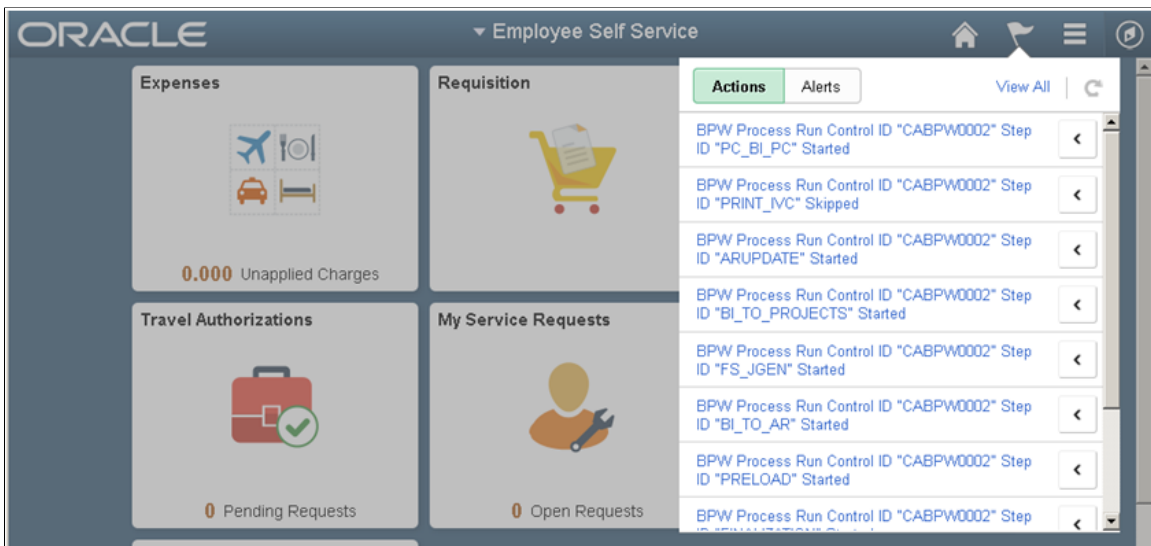 ORACLE
Employee Self Service
Expenses
0.000 Unapplied Charges
Requisition
Travel Authorizations
0 Pending Requests
My Service Requests
0 Open Requests
Actions
Alerts
View All
BPW Process Run Control ID "CABPW0002" Step
ID "PC_BI_PC" Started
BPW Process Run Control ID "CABPW0002" Step
ID "PRINT_IVC" Skipped
BPW Process Run Control ID "CABPW0002" Step
ID "ARUPDATE" Started
BPW Process Run Control ID "CABPW0002" Step
ID "BI_TO_PROJECTS" Started
BPW Process Run Control ID "CABPW0002" Step
ID "FS_JGEN" Started
BPW Process Run Control ID "CABPW0002" Step
ID "BI_TO_AR" Started
BPW Process Run Control ID "CABPW0002" Step
ID "PRELOAD" Started
BPW Process Run Control ID "CABPW0002" Step